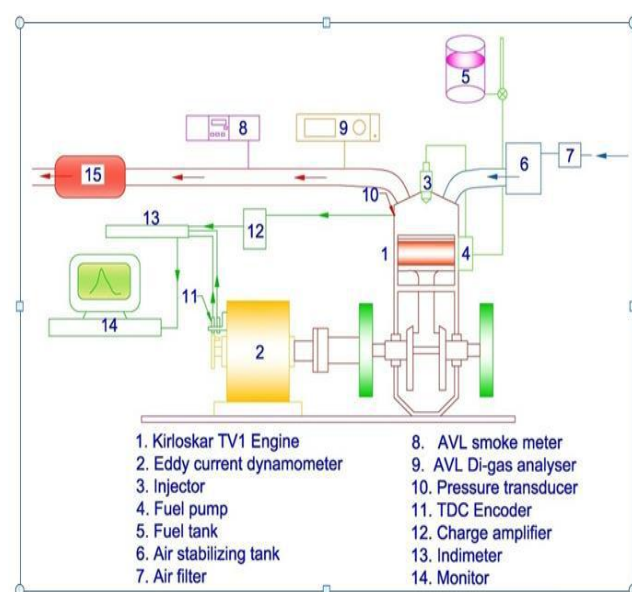 5
8
9
6
7
15
3
10
13
12
1
4
11
14
2
1. Kirloskar TV1 Engine
2. Eddy current dynamometer
3. Injector
4. Fuel pump
5. Fuel tank
6. Air stabilizing tank
7. Air filter
8. AVL smoke meter
9. AVL Di-gas analyser
10. Pressure transducer
11. TDC Encoder
12. Charge amplifier
13. Indimeter
14. Monitor